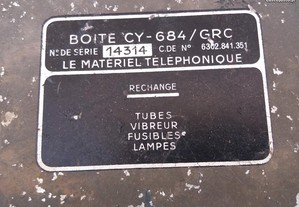 BOITE CY-684/GRC
No DE SÉRIE 14314 C.DE No 6302.841.351
LE MATÉRIEL TÉLÉPHONIQUE
RECHANGE
TUBES
VIBREUR
FUSIBLES
LAMPES